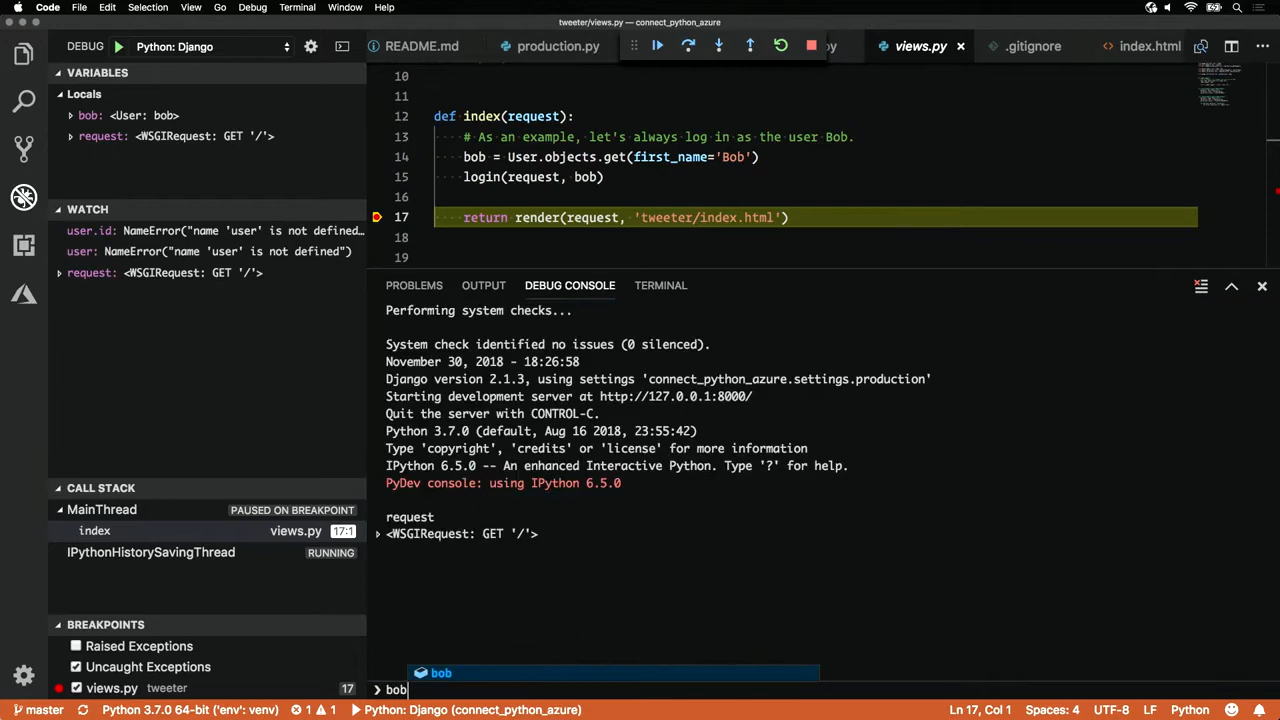 Code File Edit Selection View Go Debug Terminal Window Help
tweeter/views.py — connect_python_azure
DEBUG Python: Django
README.md production.py py views.py .gitignore index.html
VARIABLES
Locals
bob: <User: bob>
request: <WSGIRequest: GET '/'>
WATCH
user.id: NameError("name 'user' is not defined…
user: NameError("name 'user' is not defined")
request: <WSGIRequest: GET '/'>
CALL STACK
MainThread PAUSED ON BREAKPOINT
index views.py 17:1
IPythonHistorySavingThread RUNNING
BREAKPOINTS
Raised Exceptions
Uncaught Exceptions
views.py tweeter 17
10
11
12 def index(request):
13 # As an example, let's always log in as the user Bob.
14 bob = User.objects.get(first_name='Bob')
15 login(request, bob)
16
17 return render(request, 'tweeter/index.html')
18
19
PROBLEMS OUTPUT DEBUG CONSOLE TERMINAL
Performing system checks...
System check identified no issues (0 silenced).
November 30, 2018 - 18:26:58
Django version 2.1.3, using settings 'connect_python_azure.settings.production'
Starting development server at http://127.0.0.1:8000/
Quit the server with CONTROL-C.
Python 3.7.0 (default, Aug 16 2018, 23:55:42)
Type 'copyright', 'credits' or 'license' for more information
IPython 6.5.0 -- An enhanced Interactive Python. Type '?' for help.
PyDev console: using IPython 6.5.0
request
<WSGIRequest: GET '/'>
bob
bob
master Python 3.7.0 64-bit ('env': venv) 1 1 Python: Django (connect_python_azure) Ln 17, Col 1 Spaces: 4 UTF-8 LF Python